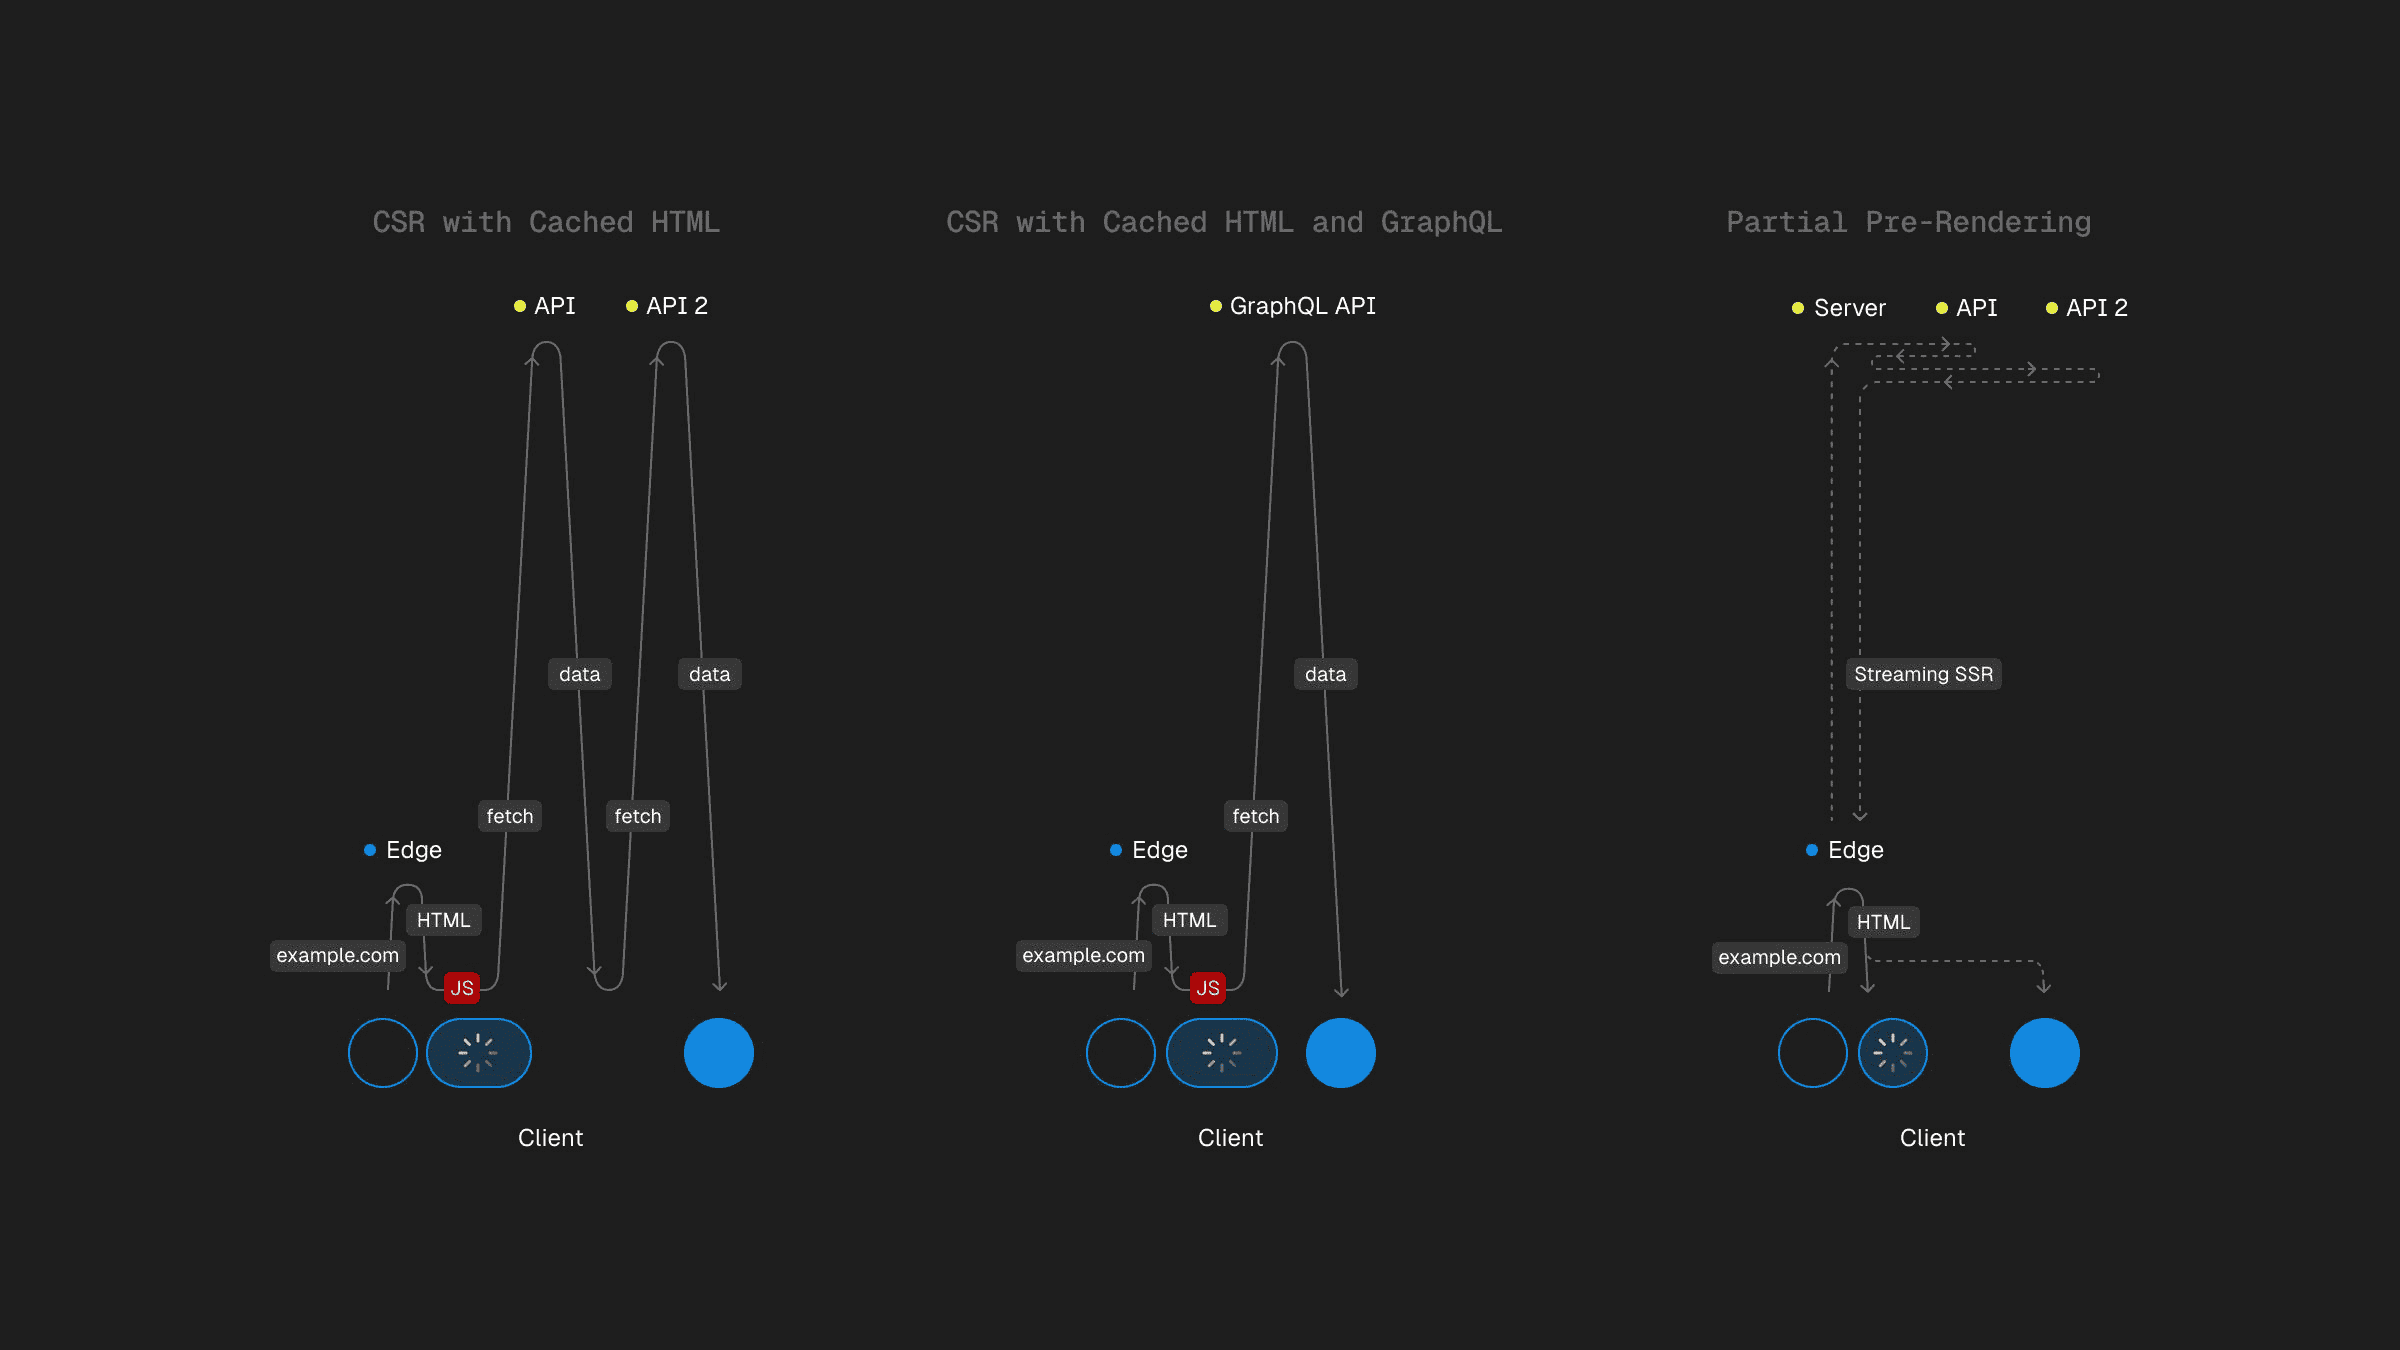 CSR with Cached HTML
API
API 2
data
data
fetch
fetch
Edge
HTML
example.com
JS
Client
CSR with Cached HTML and GraphQL
GraphQL API
data
fetch
Edge
HTML
example.com
JS
Client
Partial Pre-Rendering
Server
API
API 2
Streaming SSR
Edge
HTML
example.com
Client